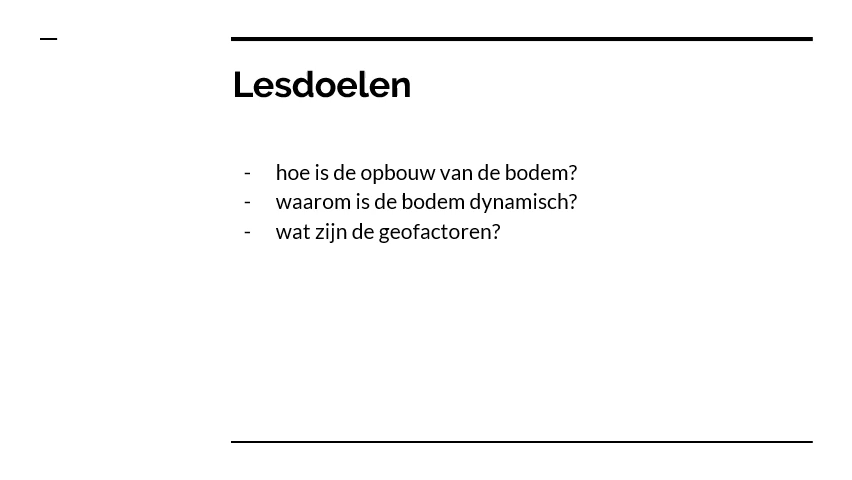 Lesdoelen
- hoe is de opbouw van de bodem?
- waarom is de bodem dynamisch?
- wat zijn de geofactoren?